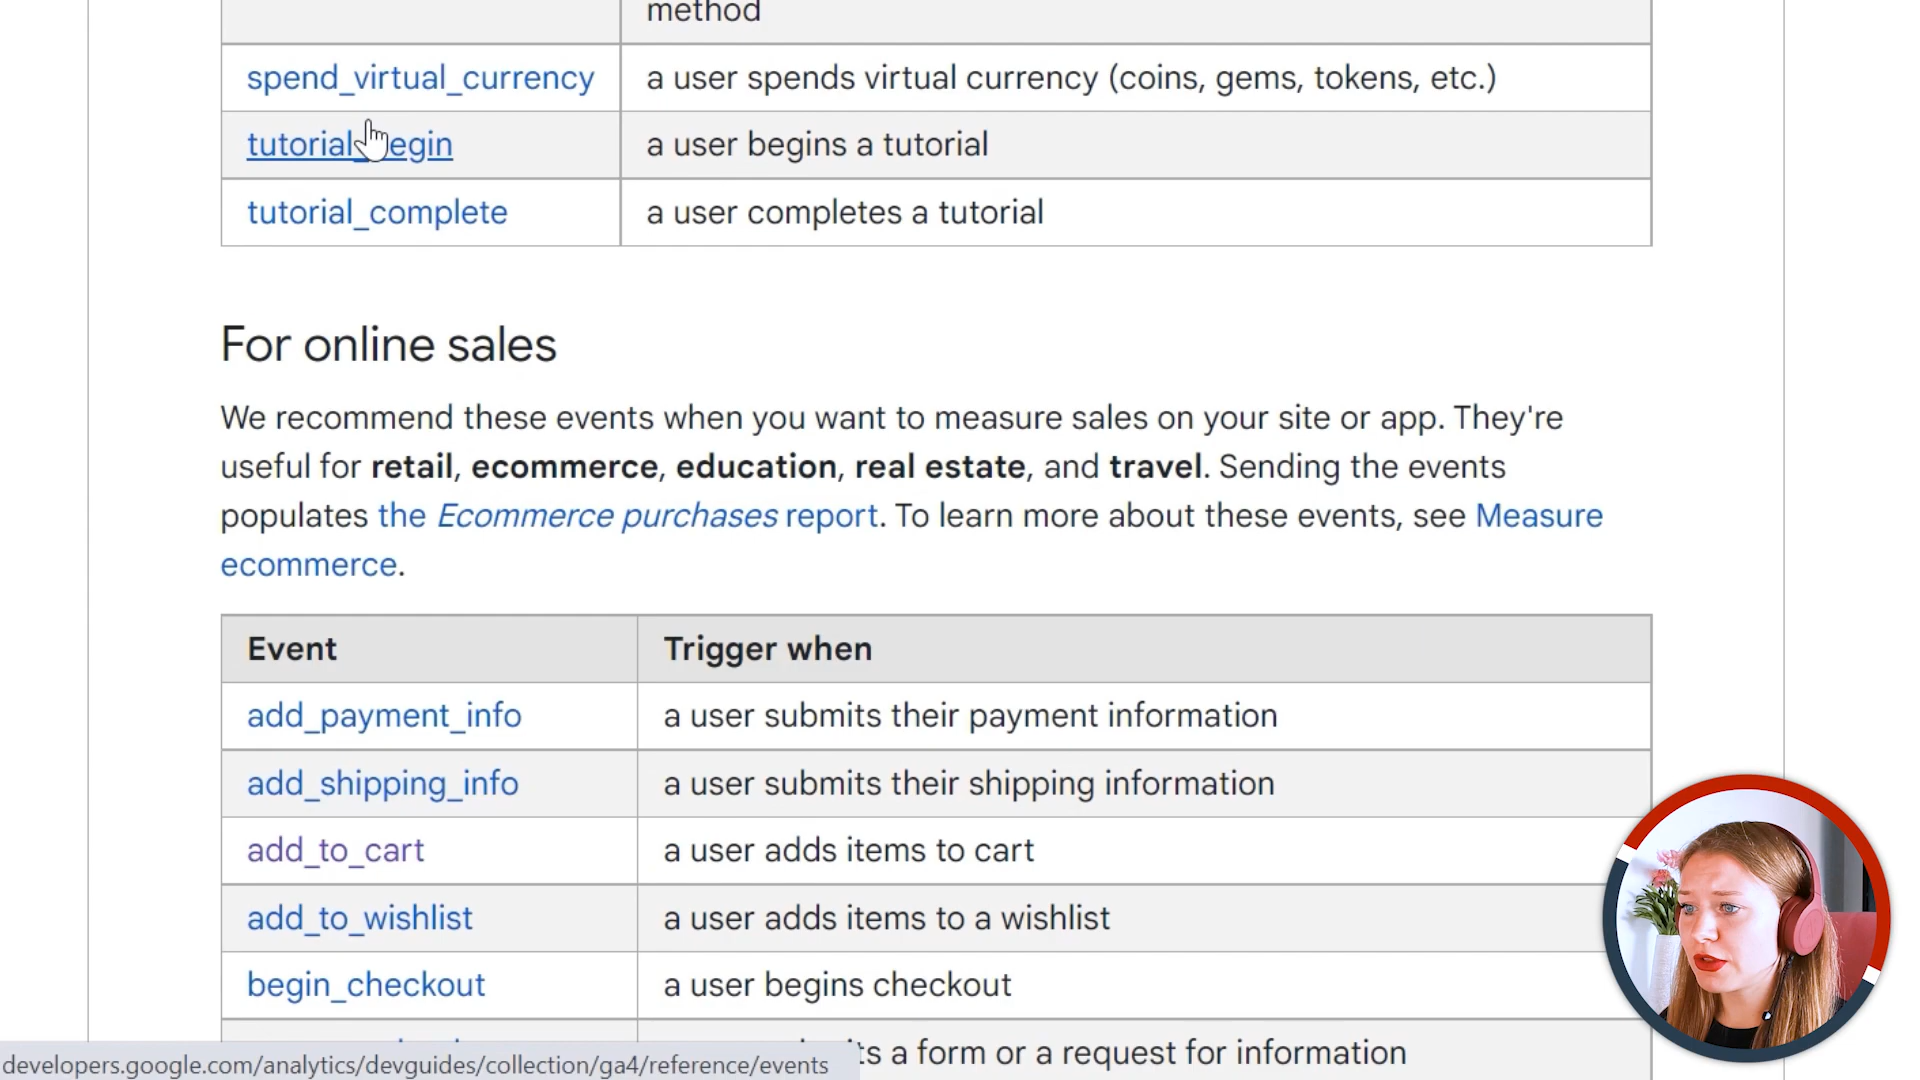 method
spend_virtual_currency a user spends virtual currency (coins, gems, tokens, etc.)
tutorial_ egin a user begins a tutorial
tutorial_complete a user completes a tutorial
For online sales
We recommend these events when you want to measure sales on your site or app. They're
useful for retail, ecommerce, education, real estate, and travel. Sending the events
populates the Ecommerce purchases report. To learn more about these events, see Measure
ecommerce.
Event Trigger when
add_payment_info a user submits their payment information
add_shipping_info a user submits their shipping information
add_to_cart a user adds items to cart
add_to_wishlist a user adds items to a wishlist
begin_checkout a user begins checkout
a form or a request for information
developers.google.com/analytics/devguides/collection/ga4/reference/events